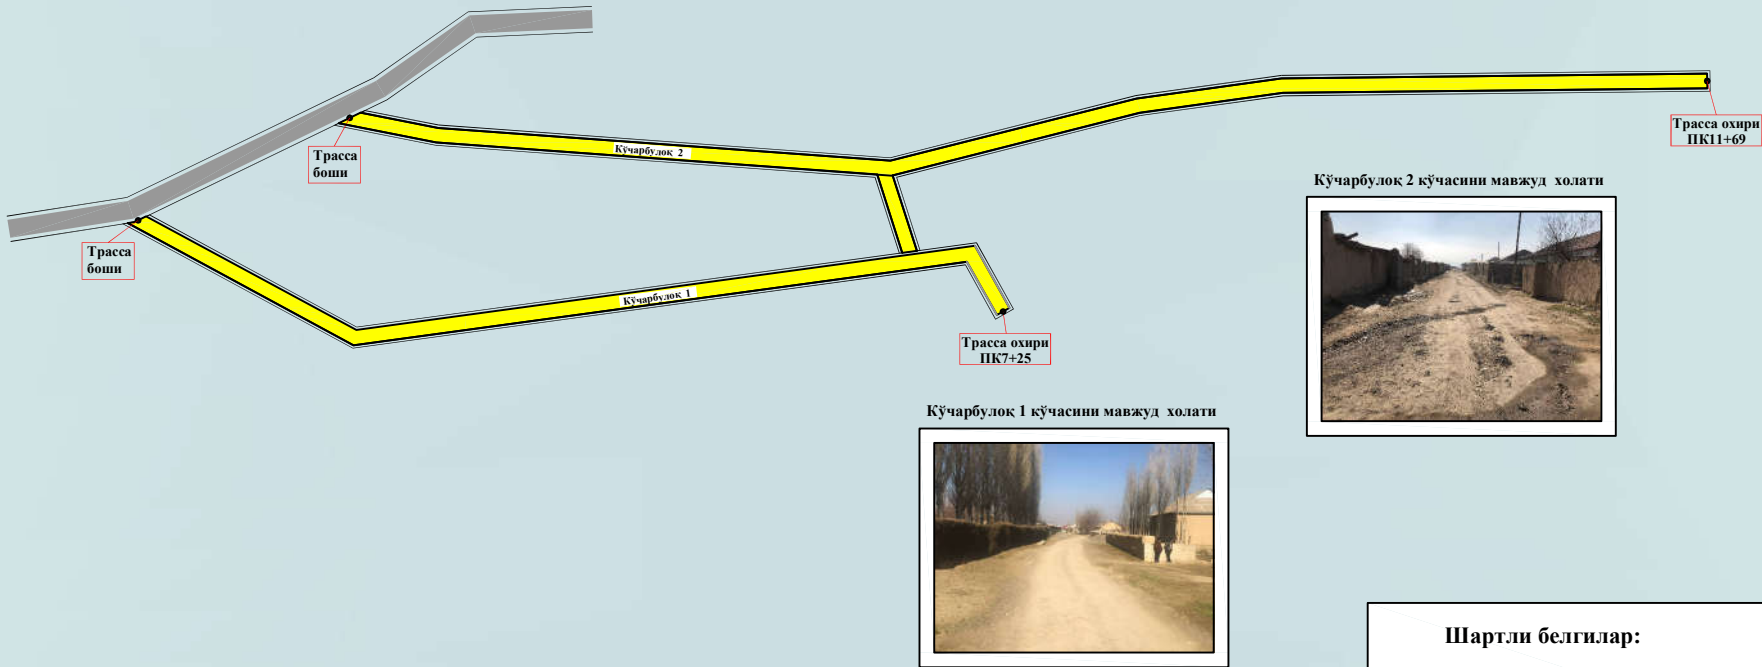 Трасса охири
ПК11+69
Трасса
боши
Кўчарбулоқ 2
Кўчарбулоқ 2 кўчасини мавжуд холати
Трасса
боши
Кўчарбулоқ 1
Трасса охири
ПК7+25
Кўчарбулоқ 1 кўчасини мавжуд холати
Шартли белгилар: